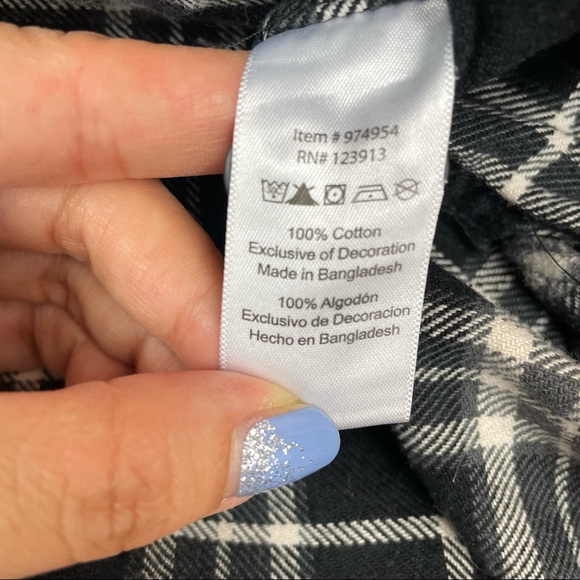 Item # 974954
RN# 123913
100% Cotton
Exclusive of Decoration
Made in Bangladesh
100% Algodón
Exclusivo de Decoracion
Hecho en Bangladesh